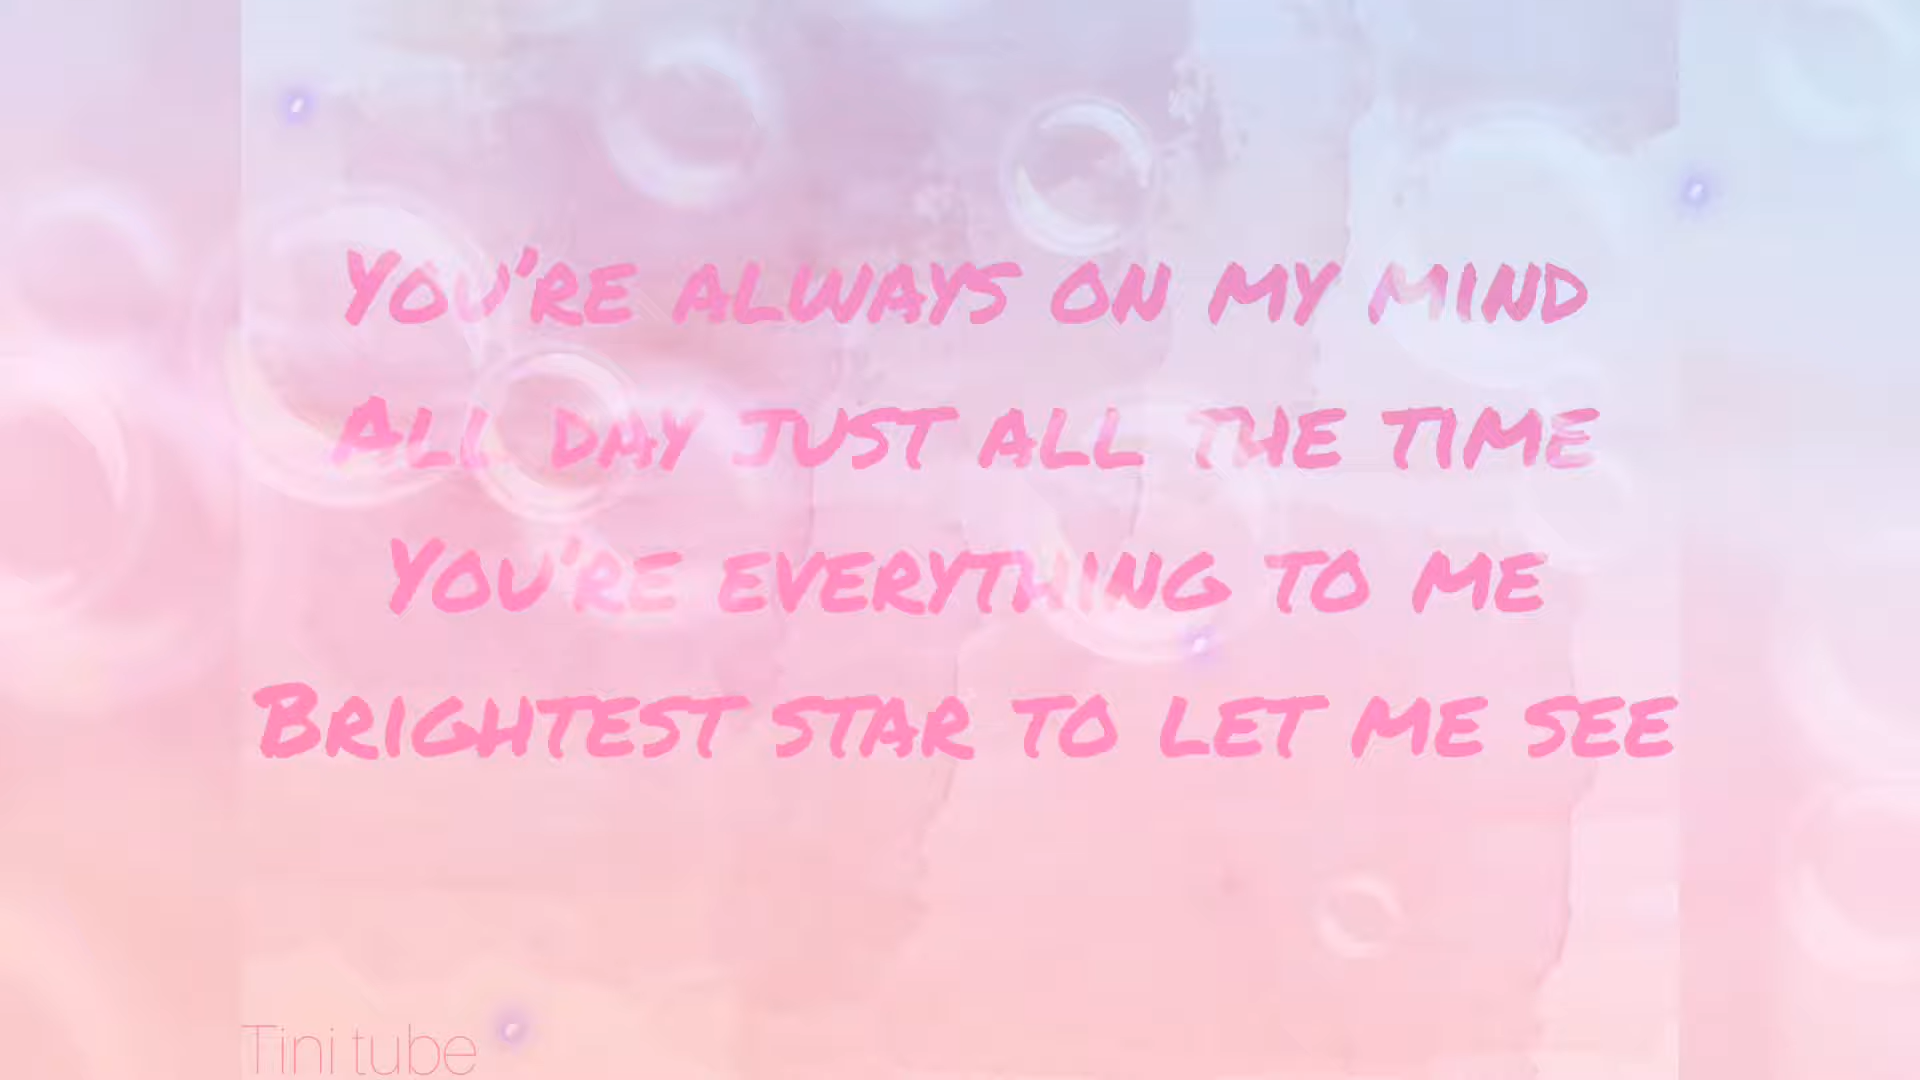 You're always on my mind
All day just all the time
You're everything to me
Brightest star to let me see
Tini tube